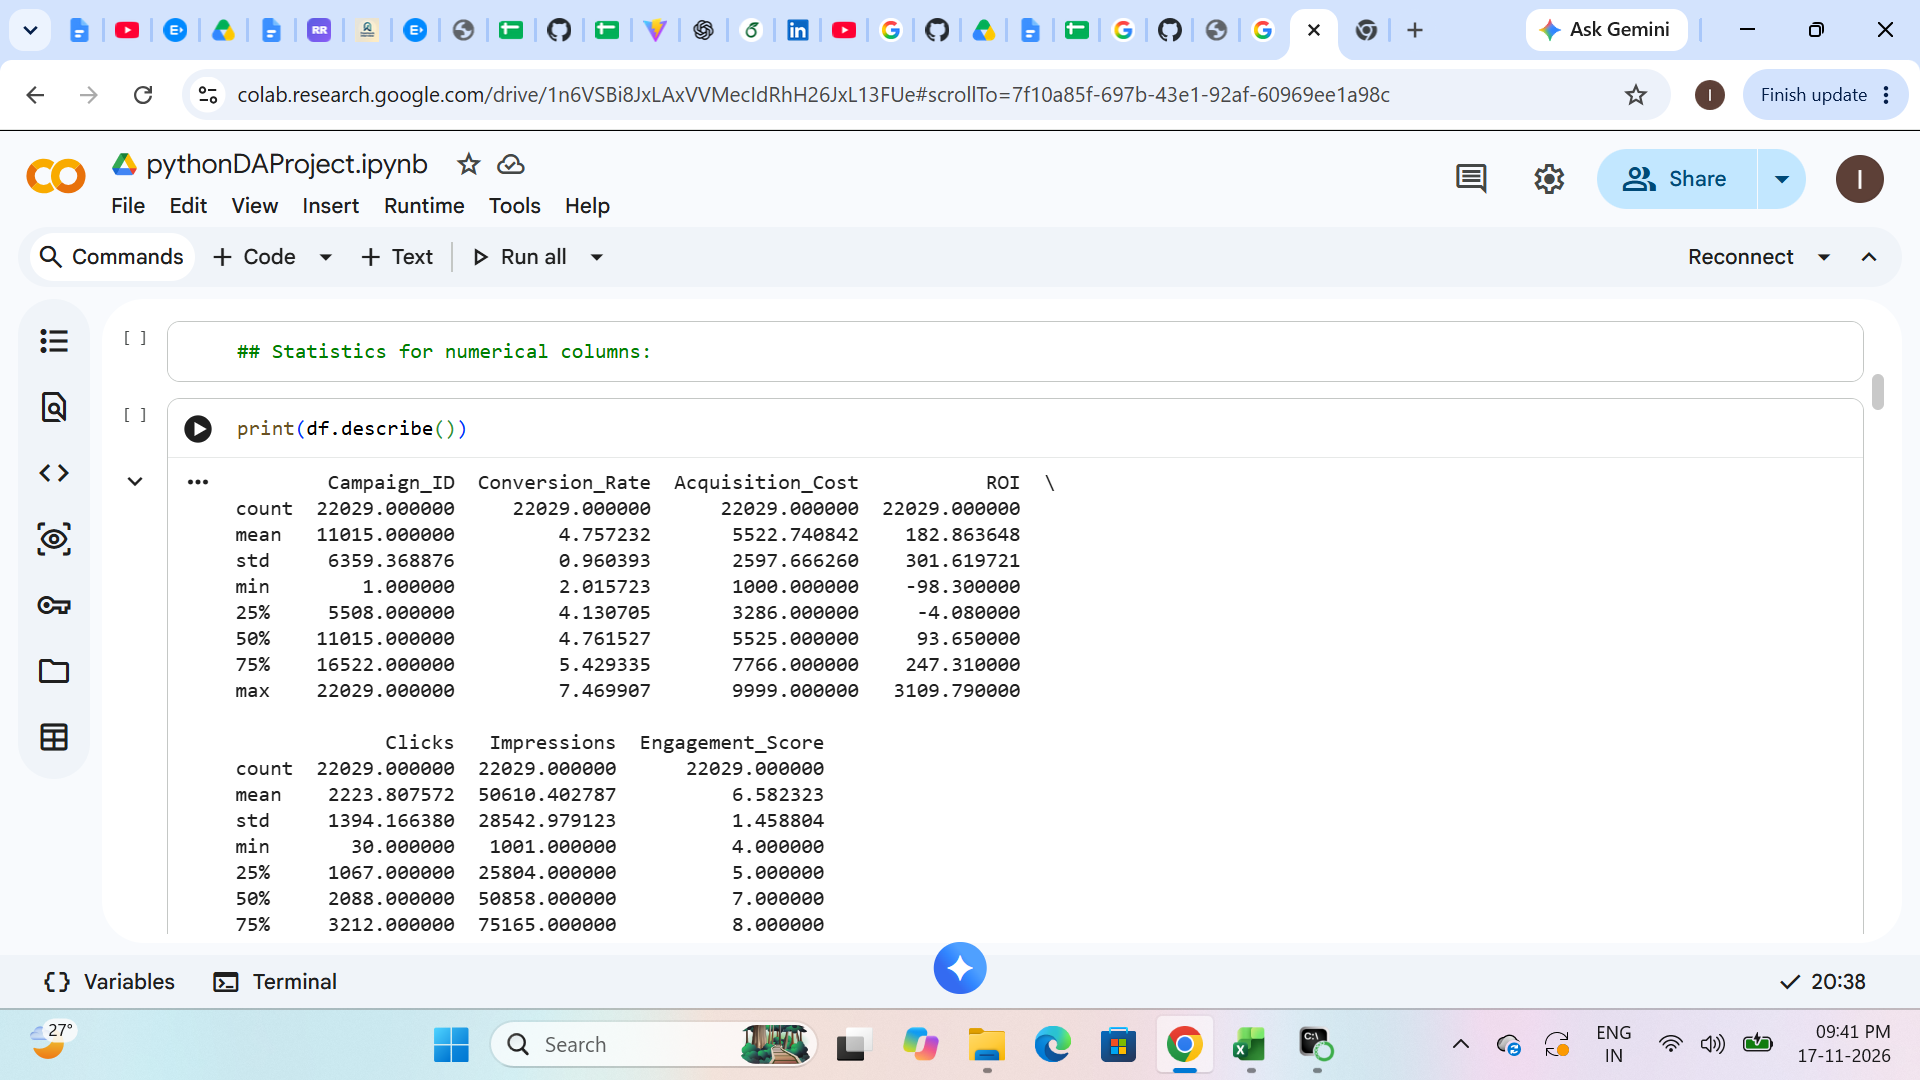 Ask Gemini
colab.research.google.com/drive/1n6VSBi8JxLAxVVMecIdRhH26JxL13FUe#scrollTo=7f10a85f-697b-43e1-92af-60969ee1a98c
I
Finish update
pythonDAProject.ipynb
File Edit View Insert Runtime Tools Help
Share
I
Commands + Code + Text Run all
Reconnect
[ ]
## Statistics for numerical columns:
[ ]
print(df.describe())
Campaign_ID Conversion_Rate Acquisition_Cost ROI \
count 22029.000000 22029.000000 22029.000000 22029.000000
mean 11015.000000 4.757232 5522.740842 182.863648
std 6359.368876 0.960393 2597.666260 301.619721
min 1.000000 2.015723 1000.000000 -98.300000
25% 5508.000000 4.130705 3286.000000 -4.080000
50% 11015.000000 4.761527 5525.000000 93.650000
75% 16522.000000 5.429335 7766.000000 247.310000
max 22029.000000 7.469907 9999.000000 3109.790000
Clicks Impressions Engagement_Score
count 22029.000000 22029.000000 22029.000000
mean 2223.807572 50610.402787 6.582323
std 1394.166380 28542.979123 1.458804
min 30.000000 1001.000000 4.000000
25% 1067.000000 25804.000000 5.000000
50% 2088.000000 50858.000000 7.000000
75% 3212.000000 75165.000000 8.000000
Variables Terminal
20:38
27°
Search
ENG
IN
09:41 PM
17-11-2026